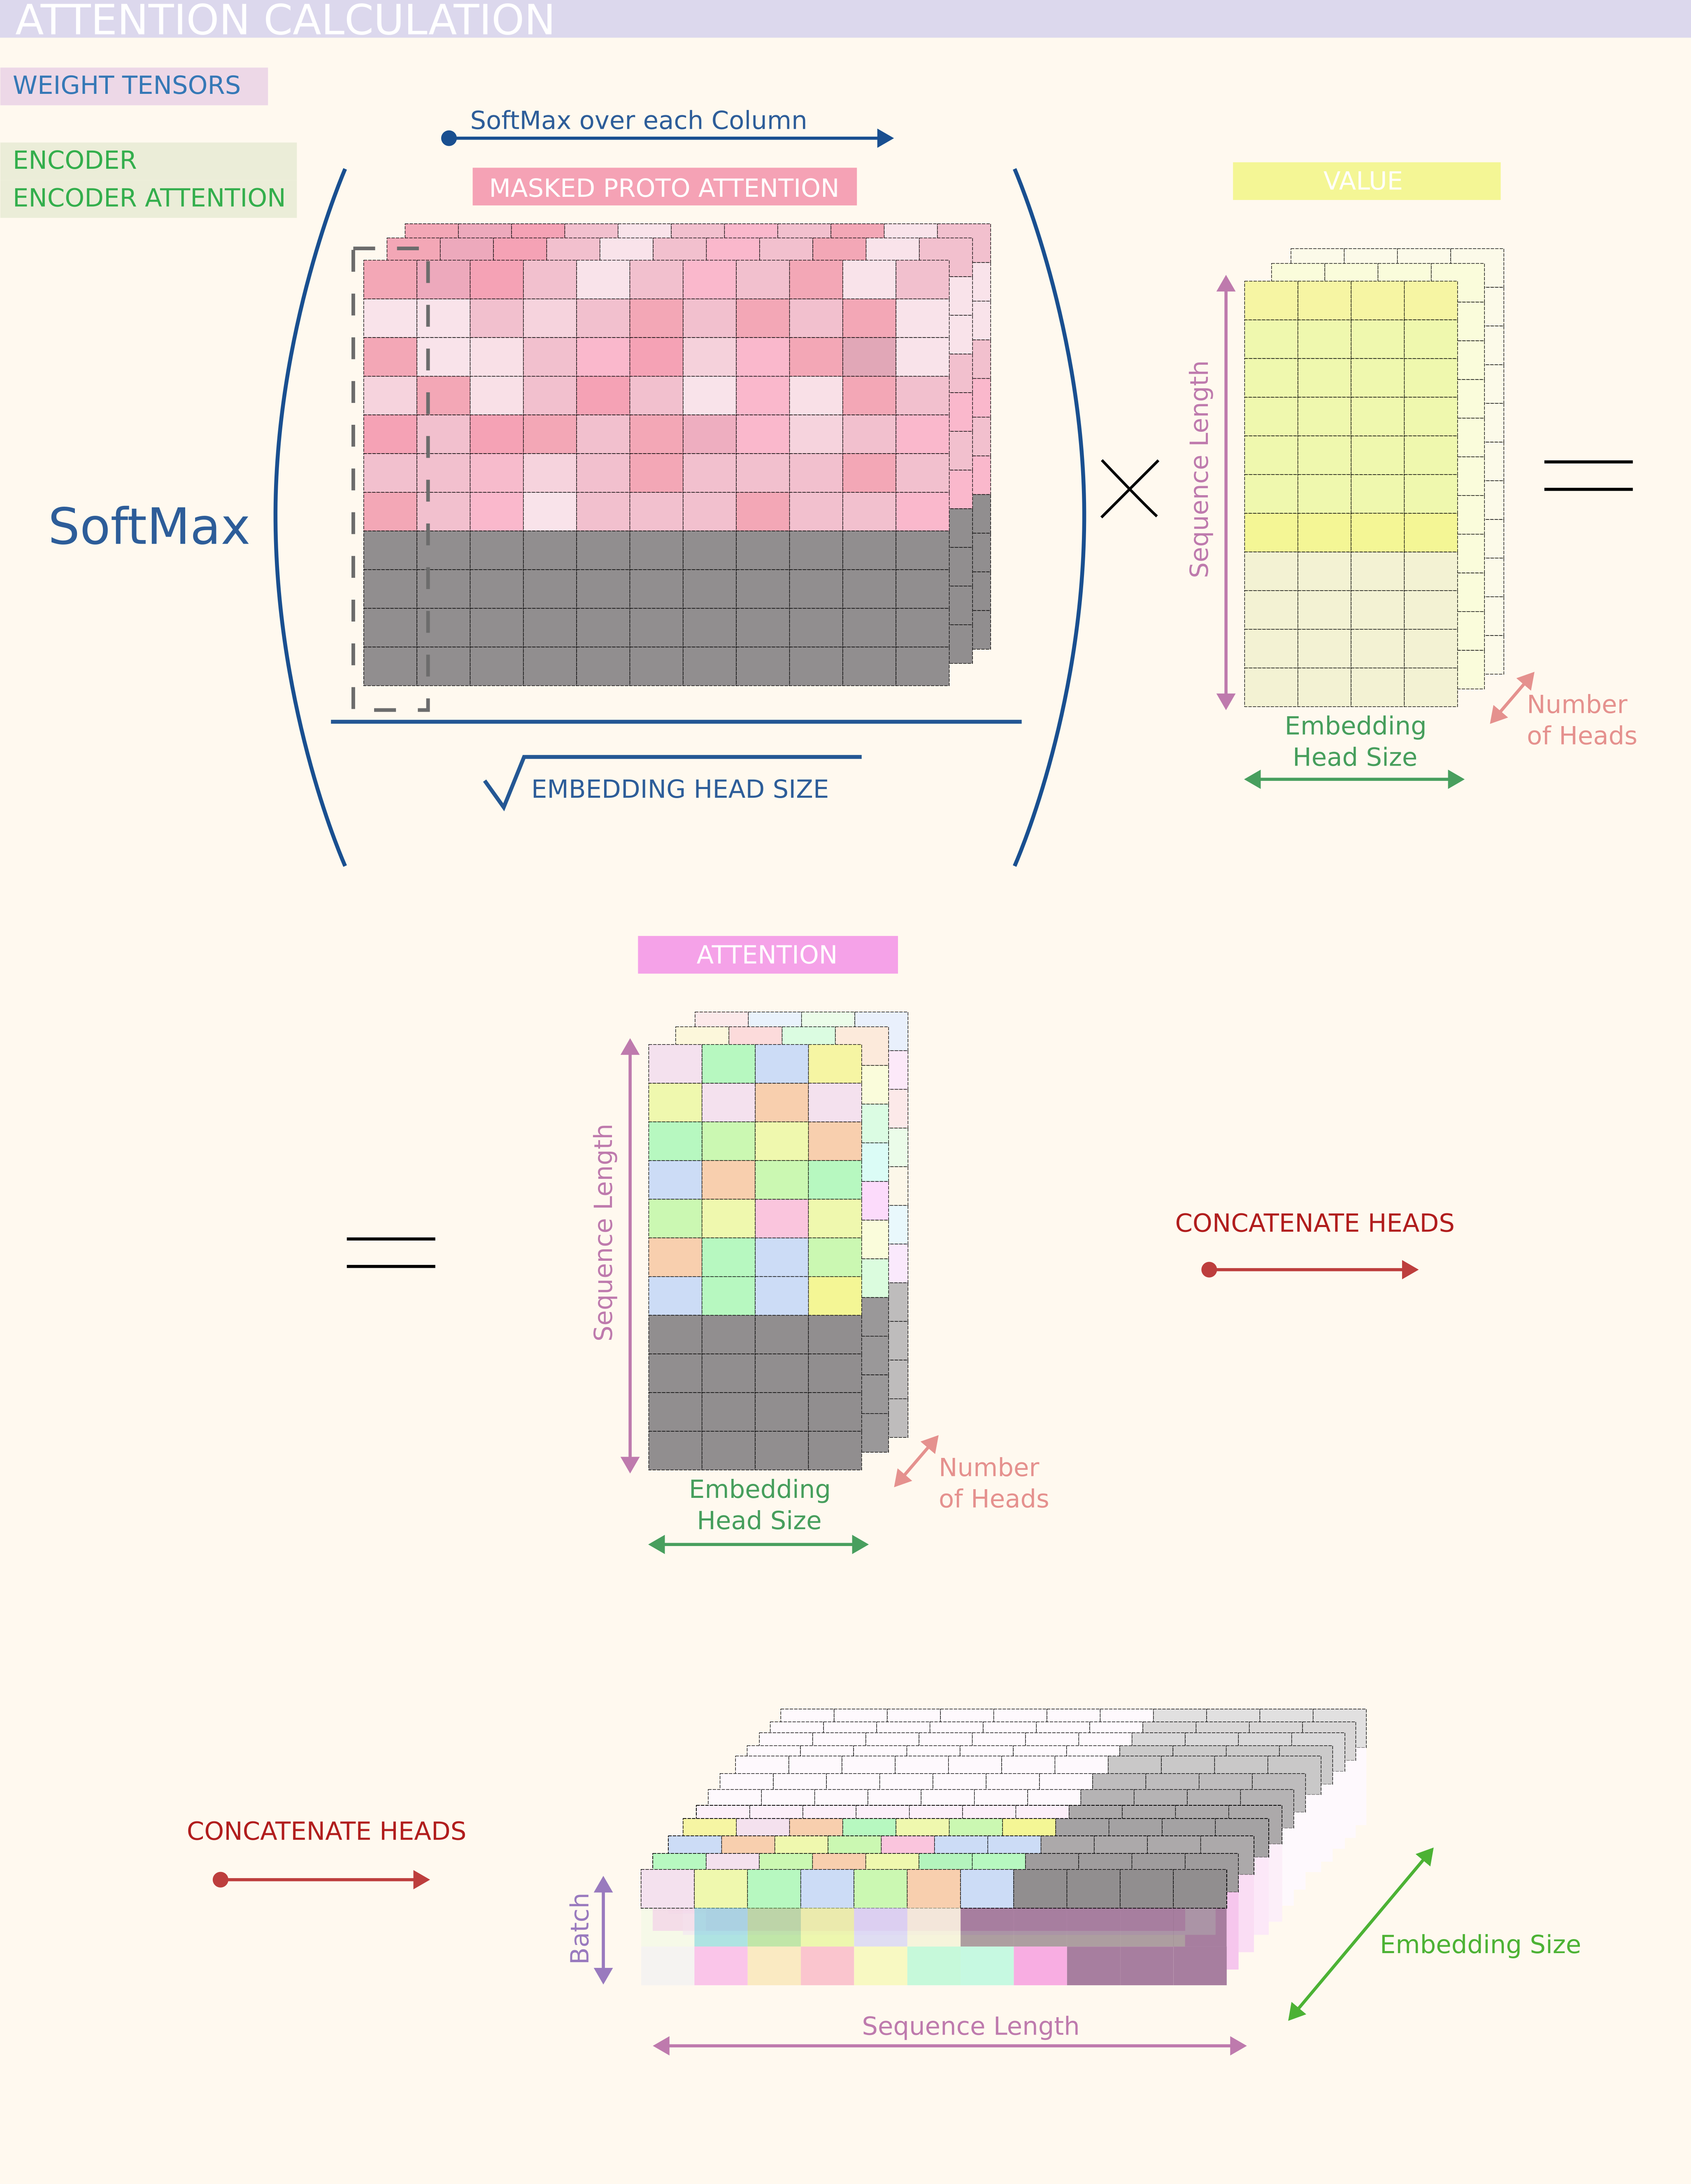 ATTENTION CALCULATION
WEIGHT TENSORS
ENCODER
ENCODER ATTENTION
SoftMax over each Column
MASKED PROTO ATTENTION
VALUE
SoftMax
Sequence Length
EMBEDDING HEAD SIZE
Embedding
Head Size
Number
of Heads
ATTENTION
Sequence Length
Embedding
Head Size
Number
of Heads
CONCATENATE HEADS
CONCATENATE HEADS
Batch
Sequence Length
Embedding Size